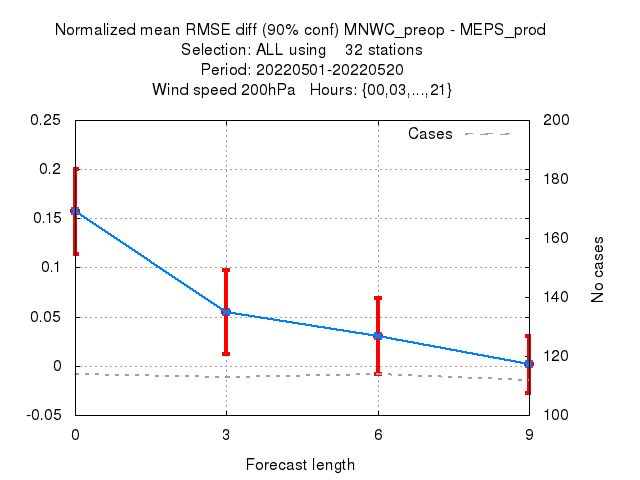 Normalized mean RMSE diff (90% conf) MNWC_preop - MEPS_prod
Selection: ALL using    32 stations
Period: 20220501-20220520
Wind speed 200hPa   Hours: {00,03,...,21}
0.25
0.2
0.15
0.1
0.05
0
-0.05
Cases
200
180
160
140
120
100
No cases
0 3 6 9
Forecast length